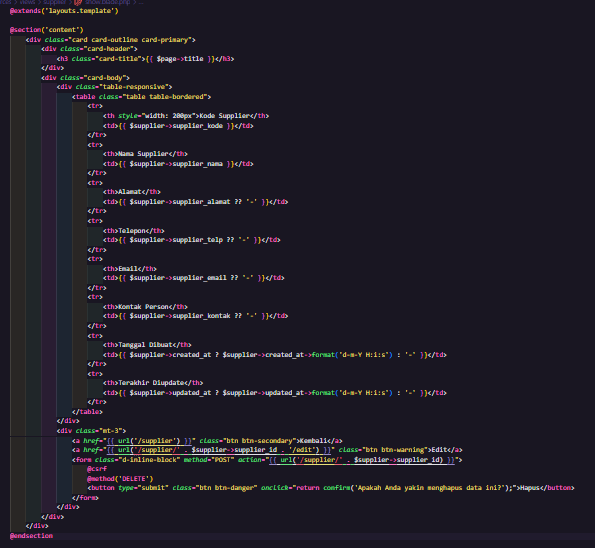 views > supplier > show.blade.php > ...
@extends('layouts.template')
@section('content')
<div class="card card-outline card-primary">
<div class="card-header">
<h3 class="card-title">{{ $page->title }}</h3>
</div>
<div class="card-body">
<div class="table-responsive">
<table class="table table-bordered">
<tr>
<th style="width: 200px">Kode Supplier</th>
<td>{{ $supplier->supplier_kode }}</td>
</tr>
<tr>
<th>Nama Supplier</th>
<td>{{ $supplier->supplier_nama }}</td>
</tr>
<tr>
<th>Alamat</th>
<td>{{ $supplier->supplier_alamat ?? '-' }}</td>
</tr>
<tr>
<th>Telepon</th>
<td>{{ $supplier->supplier_telp ?? '-' }}</td>
</tr>
<tr>
<th>Email</th>
<td>{{ $supplier->supplier_email ?? '-' }}</td>
</tr>
<tr>
<th>Kontak Person</th>
<td>{{ $supplier->supplier_kontak ?? '-' }}</td>
</tr>
<tr>
<th>Tanggal Dibuat</th>
<td>{{ $supplier->created_at ? $supplier->created_at->format('d-m-Y H:i:s') : '-' }}</td>
</tr>
<tr>
<th>Terakhir Diupdate</th>
<td>{{ $supplier->updated_at ? $supplier->updated_at->format('d-m-Y H:i:s') : '-' }}</td>
</tr>
</table>
</div>
<div class="mt-3">
<a href="{{ url('/supplier') }}" class="btn btn-secondary">Kembali</a>
<a href="{{ url('/supplier/' . $supplier->supplier_id . '/edit') }}" class="btn btn-warning">Edit</a>
<form class="d-inline-block" method="POST" action="{{ url('/supplier/' . $supplier->supplier_id) }}">
@csrf
@method('DELETE')
<button type="submit" class="btn btn-danger" onclick="return confirm('Apakah Anda yakin menghapus data ini?');">Hapus</button>
</form>
</div>
</div>
</div>
@endsection